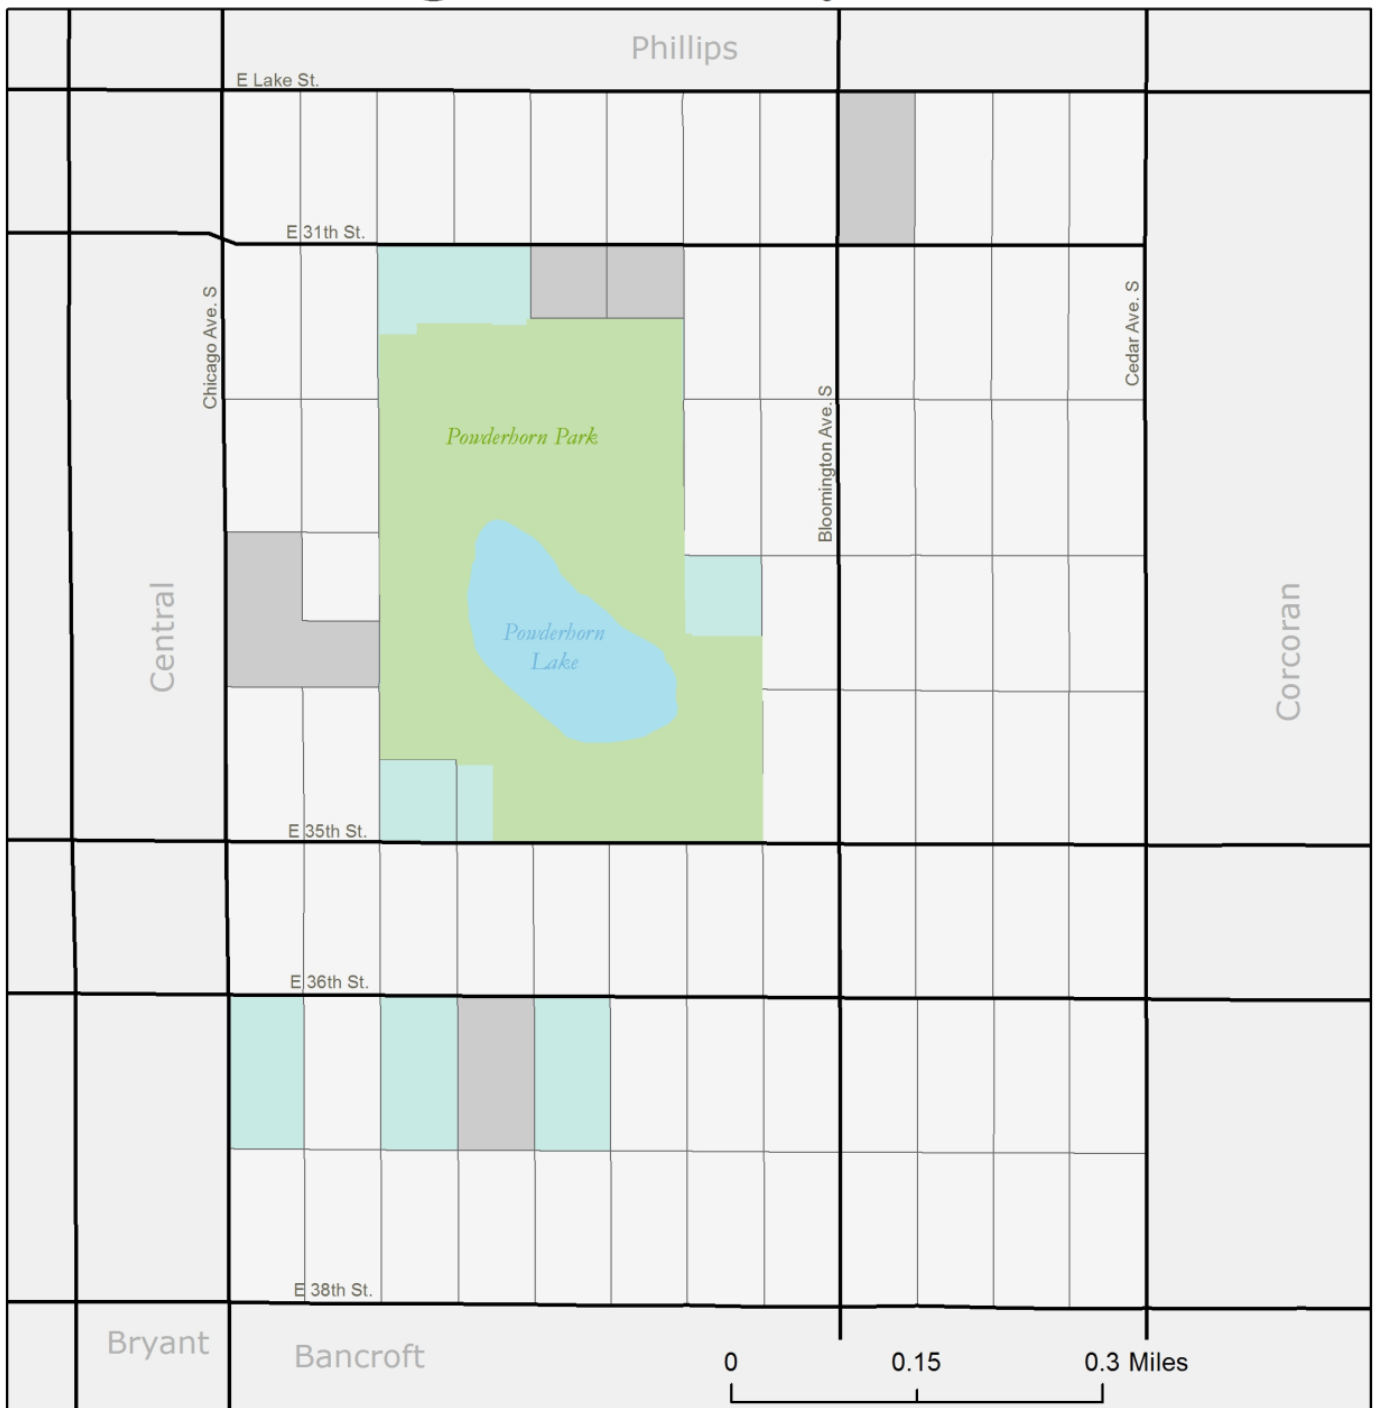 Phillips
E Lake St.
E 31th St.
Chicago Ave. S
Cedar Ave. S
Bloomington Ave. S
Powderhorn Park
Central
Powderhorn
Lake
Corcoran
E 35th St.
E 36th St.
E 38th St.
Bryant
Bancroft
0 0.15 0.3 Miles